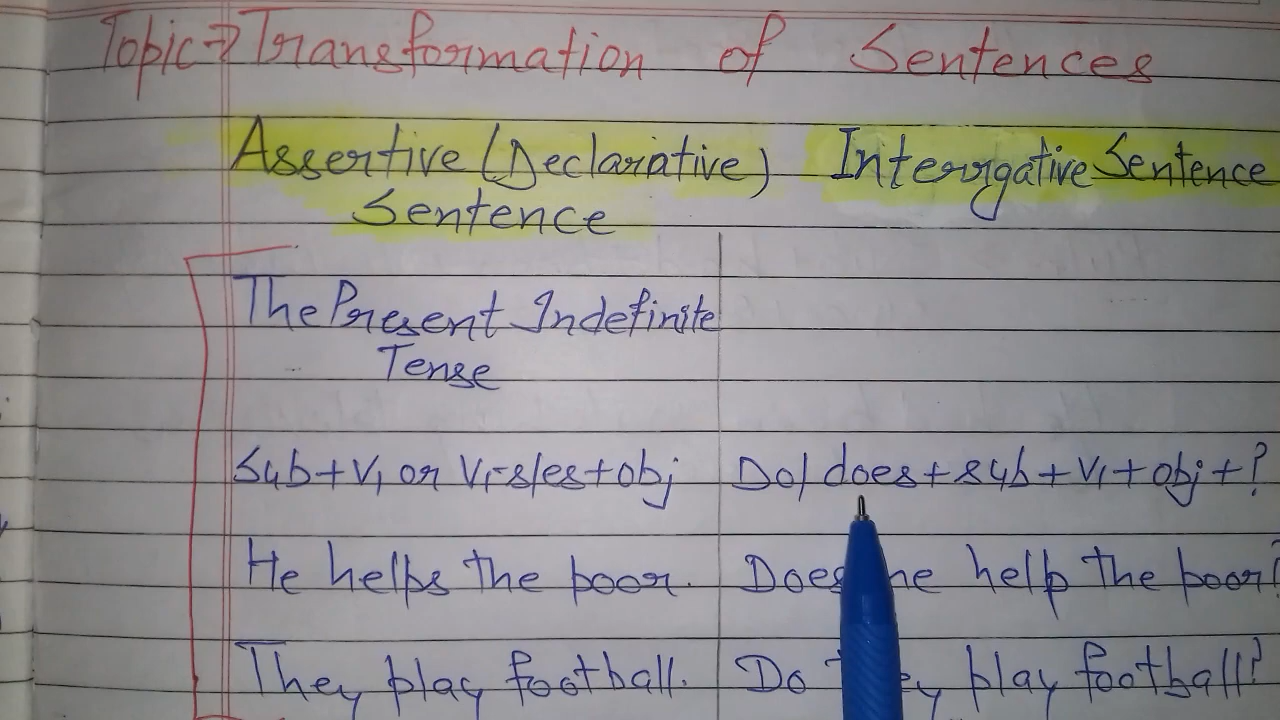 Topic → Transformation of Sentences
Assertive (Declarative) Interrigative Sentence
Sentence
The Present Indefinite
Tense
Sub + V1 or V1-s/es + obj Do/does + sub + V1 + obj + ?
He helps the poor. Does he help the poor?
They play football. Do they play football?